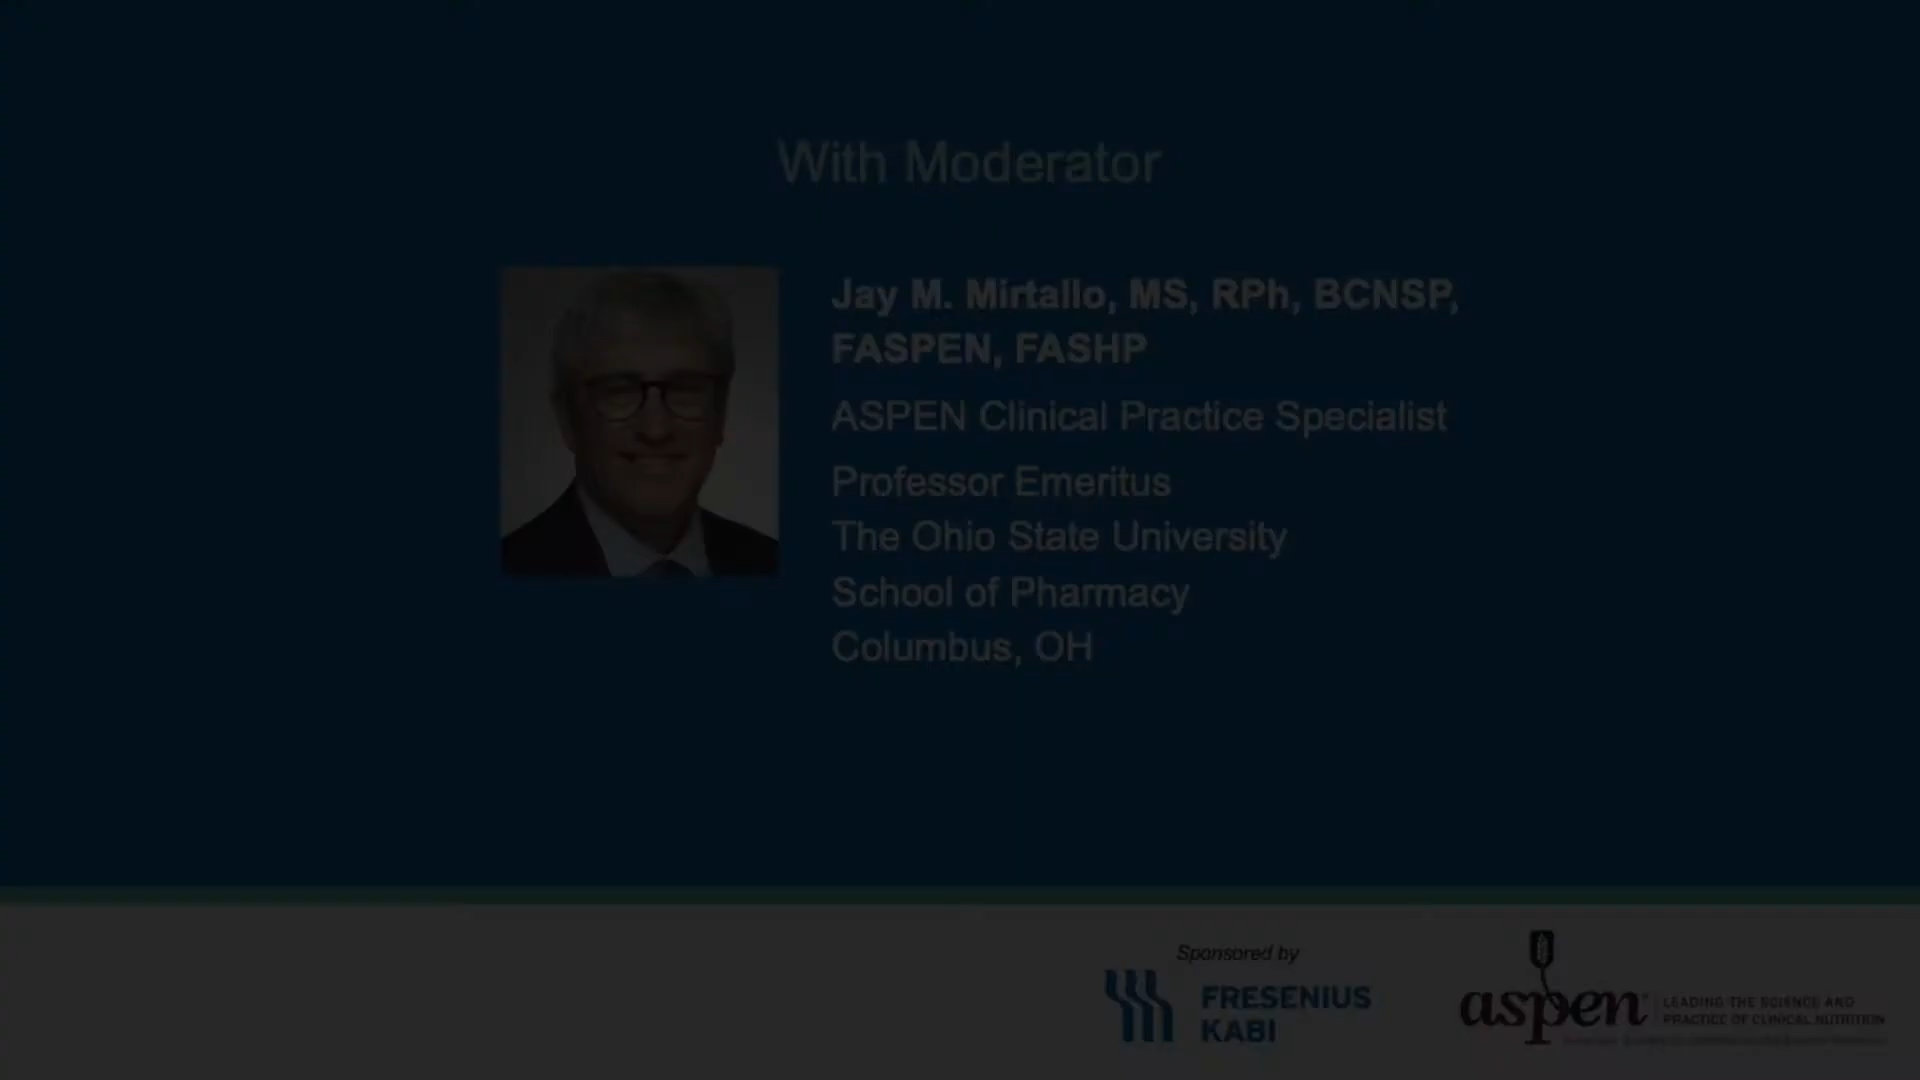 With Moderator
Jay M. Mirtallo, MS, RPh, BCNSP,
FASPEN, FASHP
ASPEN Clinical Practice Specialist
Professor Emeritus
The Ohio State University
School of Pharmacy
Columbus, OH
Sponsored by
FRESENIUS
KABI
aspen
LEADING THE SCIENCE AND
PRACTICE OF CLINICAL NUTRITION